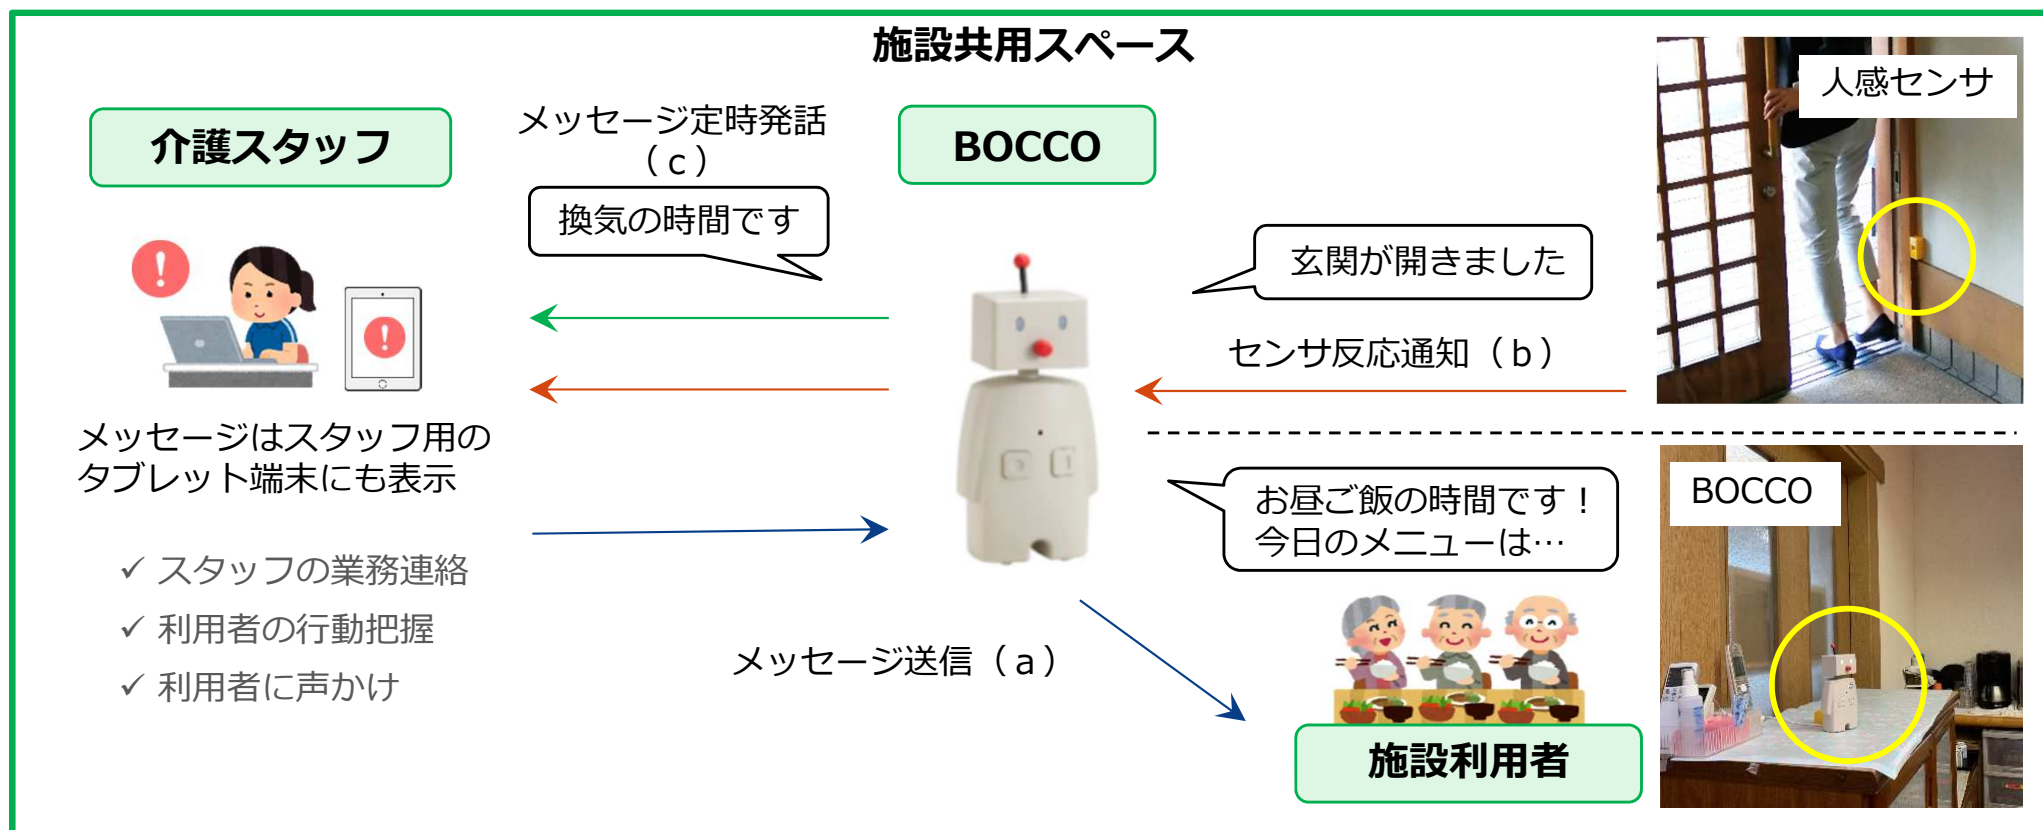 施設共用スペース
介護スタッフ
メッセージ定時発話
（ｃ）
換気の時間です
BOCCO
人感センサ
玄関が開きました
センサ反応通知（ｂ）
メッセージはスタッフ用の
タブレット端末にも表示
✓ スタッフの業務連絡
✓ 利用者の行動把握
✓ 利用者に声かけ
メッセージ送信（ａ）
お昼ご飯の時間です！
今日のメニューは…
施設利用者
BOCCO